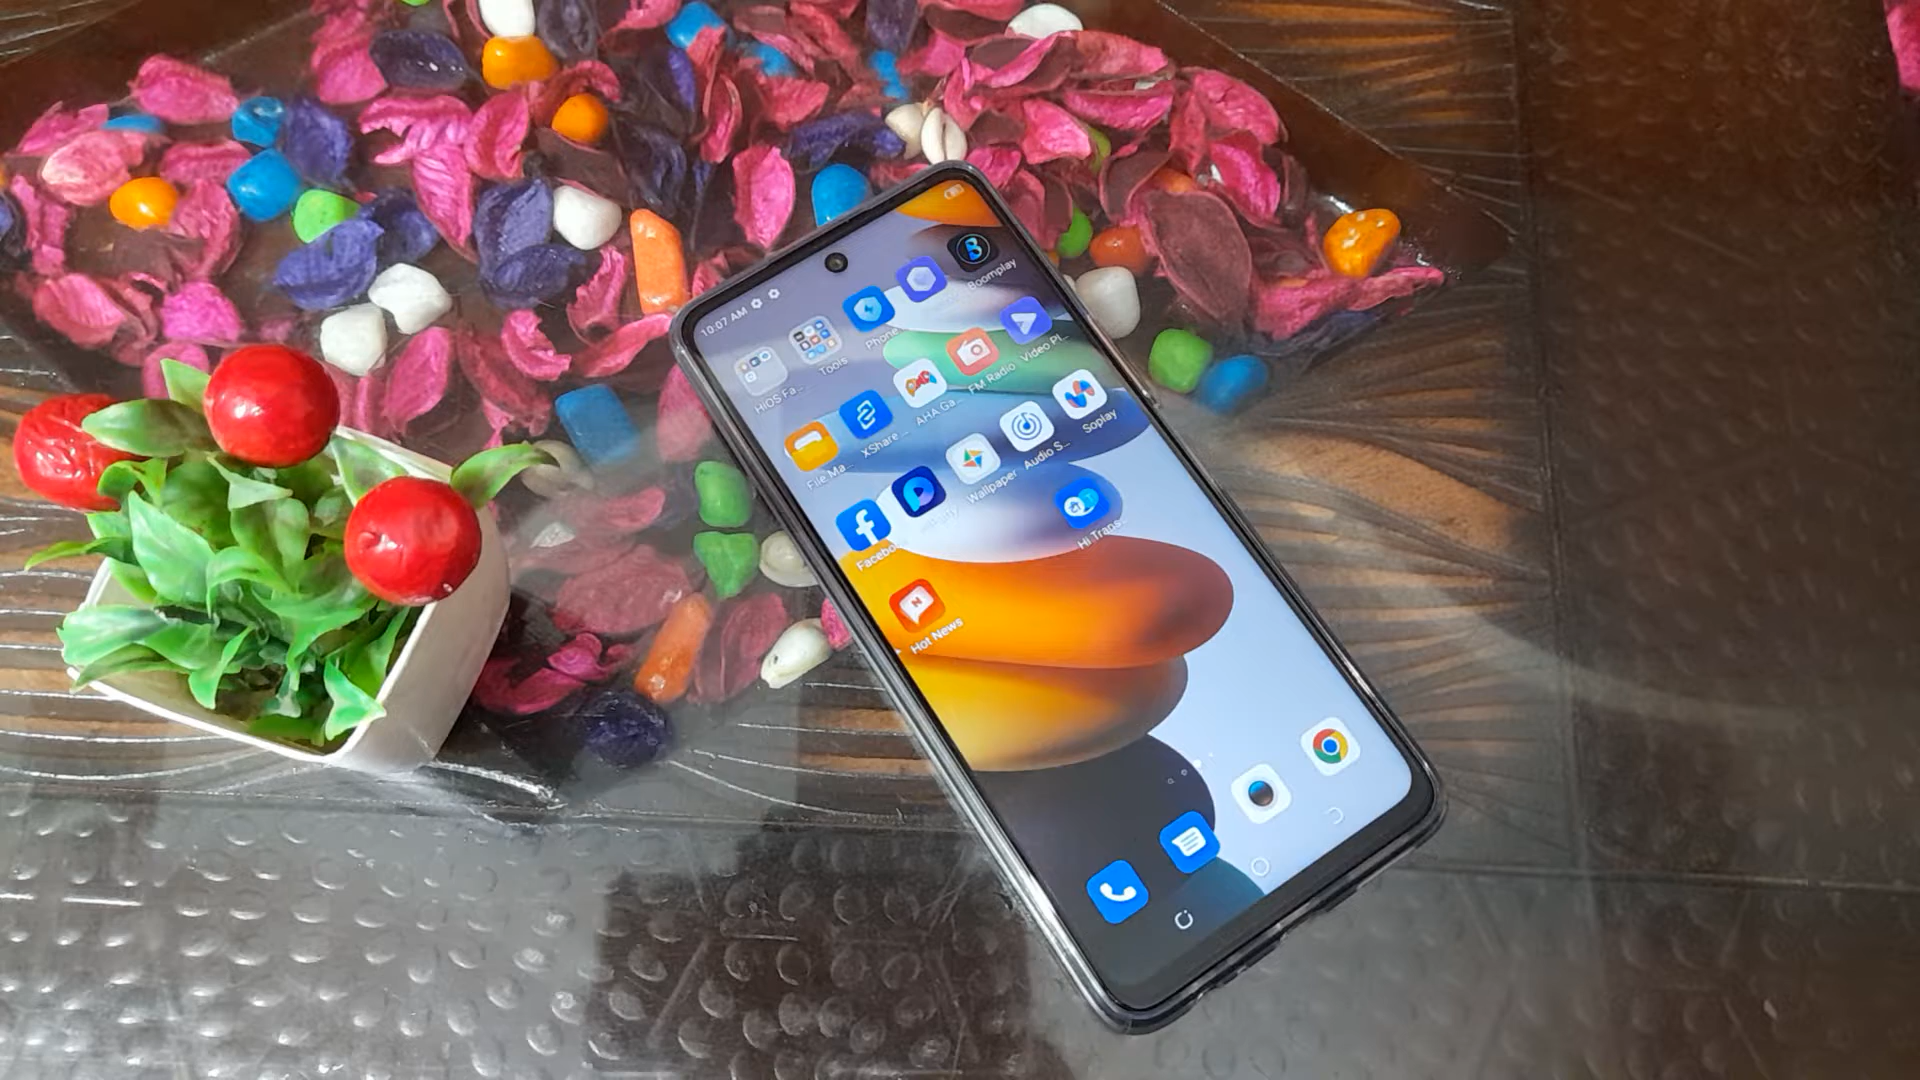 10:07 AM
HiOS Fa...
Tools
Phone...
Boomplay
File Ma...
XShare...
AHA Ga...
FM Radio
Video Pl...
Facebo...
Wallpaper
Audio S...
Soplay
Hot News
Hi Trans...